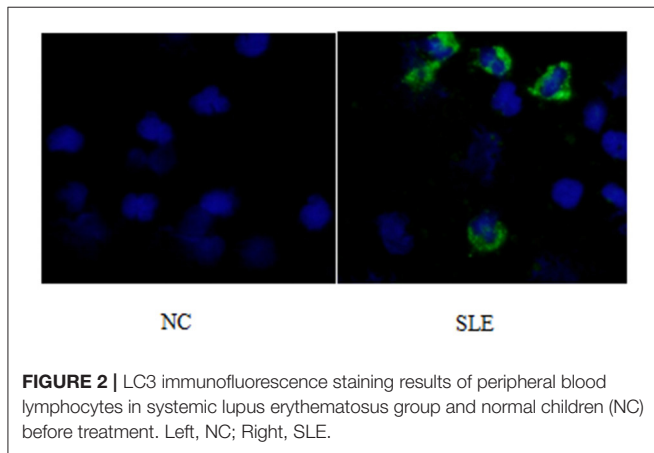 NC
SLE
FIGURE 2 | LC3 immunofluorescence staining results of peripheral blood
lymphocytes in systemic lupus erythematosus group and normal children (NC)
before treatment. Left, NC; Right, SLE.